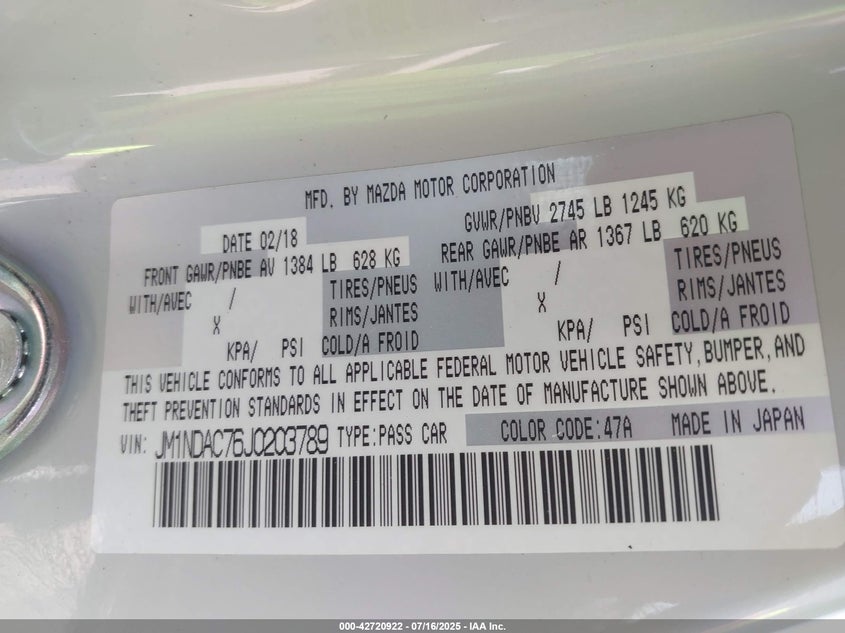 MFD. BY MAZDA MOTOR CORPORATION
DATE 02/18
GVWR/PNBV 2745 LB 1245 KG
FRONT GAWR/PNBE AV 1384 LB 628 KG
REAR GAWR/PNBE AR 1367 LB 620 KG
WITH/AVEC / TIRES/PNEUS
WITH/AVEC / TIRES/PNEUS
X RIMS/JANTES
X RIMS/JANTES
KPA/ PSI COLD/A FROID
KPA/ PSI COLD/A FROID
THIS VEHICLE CONFORMS TO ALL APPLICABLE FEDERAL MOTOR VEHICLE SAFETY, BUMPER, AND
THEFT PREVENTION STANDARDS IN EFFECT ON THE DATE OF MANUFACTURE SHOWN ABOVE.
VIN: JM1NDAC76J0203789 TYPE:PASS CAR COLOR CODE:47A MADE IN JAPAN
000-42720922 - 07/16/2025 - IAA Inc.